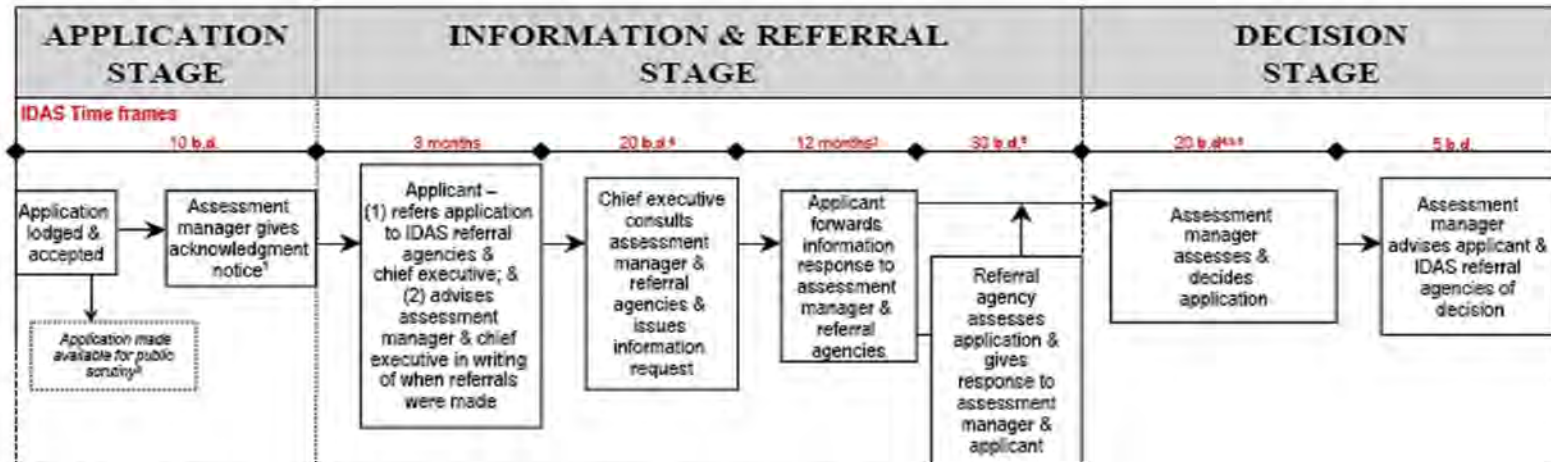 APPLICATION
STAGE
INFORMATION & REFERRAL
STAGE
DECISION
STAGE
IDAS Time frames
10 b.d.
3 months
20 b.d.
12 months
30 b.d.
20 b.d
5 b.d.
Application
lodged &
accepted
Assessment
manager gives
acknowledgment
notice¹
Application made
available for public
scrutiny
Applicant –
(1) refers application
to IDAS referral
agencies &
chief executive; &
(2) advises
assessment
manager & chief
executive in writing
of when referrals
were made
Chief executive
consults
assessment
manager &
referral
agencies &
issues
information
request
Applicant
forwards
information
response to
assessment
manager &
referral
agencies
Referral
agency
assesses
application &
gives
response to
assessment
manager &
applicant
Assessment
manager
assesses &
decides
application
Assessment
manager
advises applicant &
IDAS referral
agencies of
decision